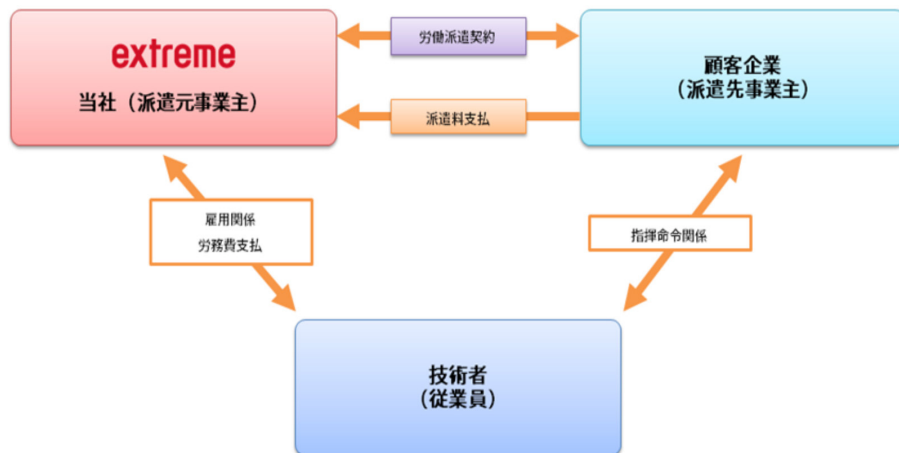 労働派遣契約
extreme
当社（派遣元事業主）
顧客企業
（派遣先事業主）
派遣料支払
雇用関係
労務費支払
指揮命令関係
技術者
（従業員）